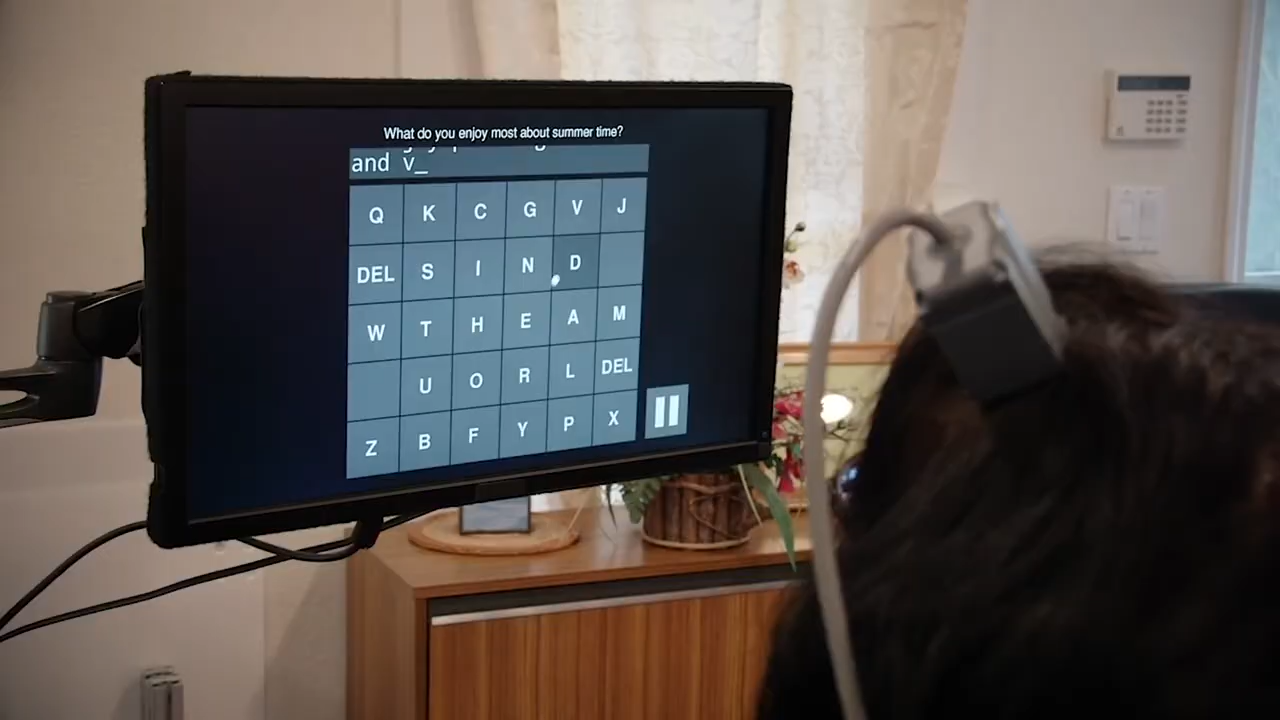 What do you enjoy most about summer time?
and v_
Q K C G V J
DEL S I N D
W T H E A M
U O R L DEL
Z B F Y P X